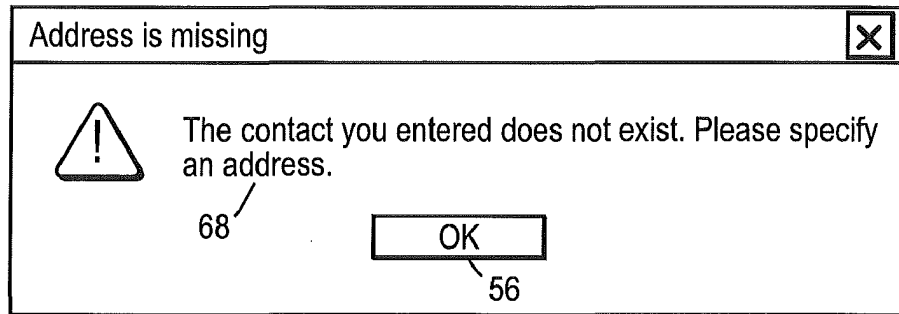 Address is missing
The contact you entered does not exist. Please specify
an address.
68
OK
56